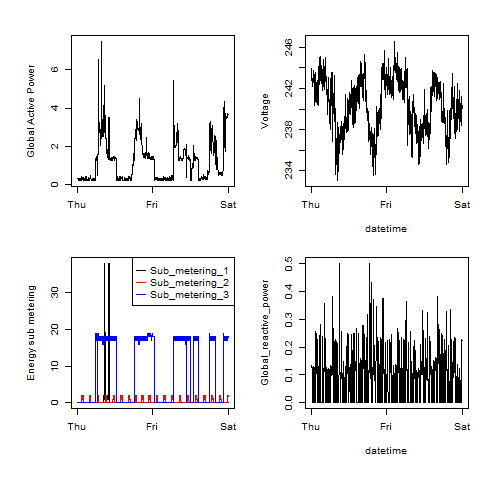 Global Active Power
6
4
2
0
Thu Fri Sat
Voltage
246
242
238
234
Thu Fri Sat
datetime
Energy sub metering
30
20
10
0
Sub_metering_1
Sub_metering_2
Sub_metering_3
Thu Fri Sat
Global_reactive_power
0.5
0.4
0.3
0.2
0.1
0.0
Thu Fri Sat
datetime